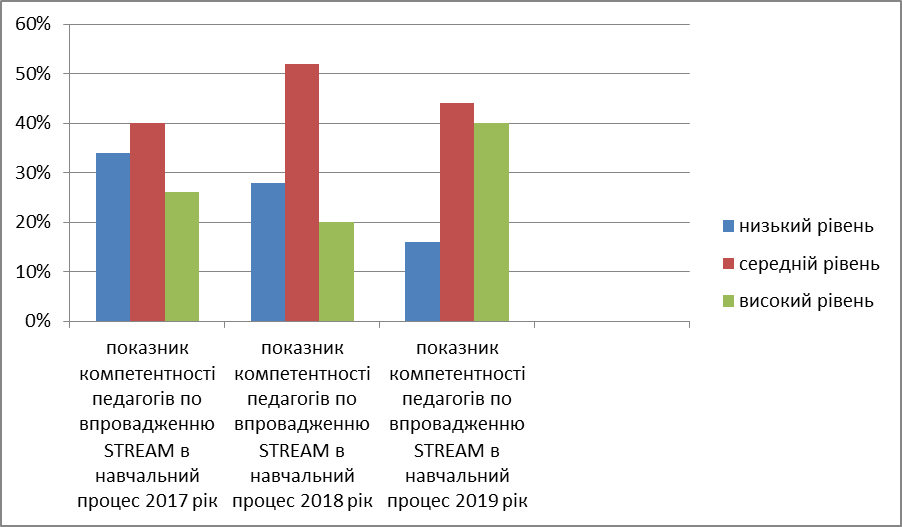 60%
50%
40%
30%
20%
10%
0%
показник
компетентності
педагогів по
впровадженню
STREAM в
навчальний
процес 2017 рік
показник
компетентності
педагогів по
впровадженню
STREAM в
навчальний
процес 2018 рік
показник
компетентності
педагогів по
впровадженню
STREAM в
навчальний
процес 2019 рік
низький рівень
середній рівень
високий рівень